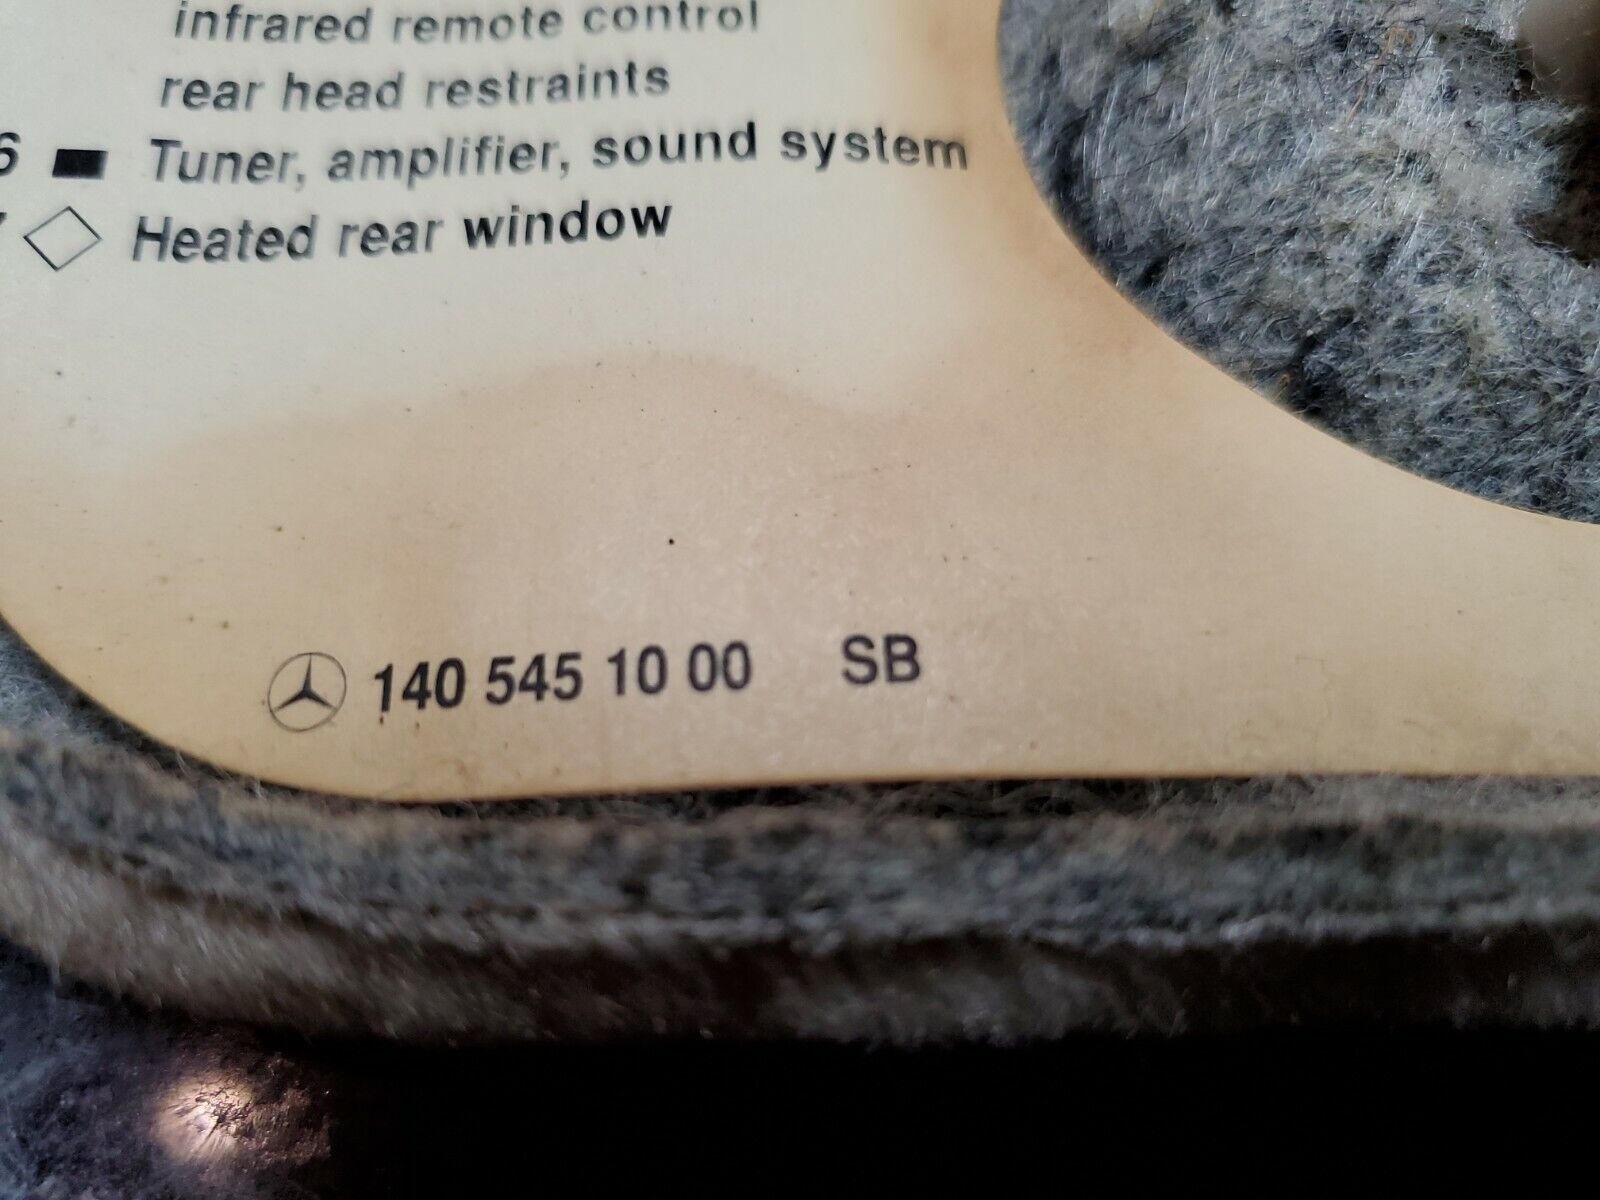 infrared remote control
rear head restraints
6 Tuner, amplifier, sound system
Heated rear window
140 545 10 00 SB